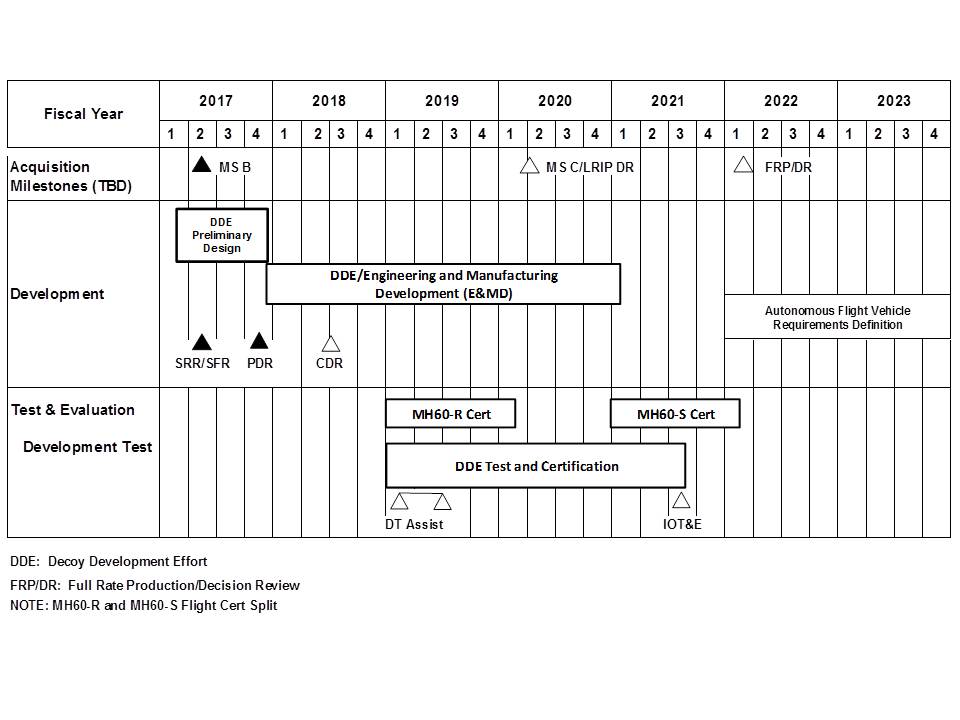 Fiscal Year
2017 2018 2019 2020 2021 2022 2023
1 2 3 4 1 2 3 4 1 2 3 4 1 2 3 4 1 2 3 4 1 2 3 4 1 2 3 4
Acquisition
Milestones (TBD)
MS B
MS C/LRIP DR
FRP/DR
Development
DDE
Preliminary
Design
DDE/Engineering and Manufacturing
Development (E&MD)
Autonomous Flight Vehicle
Requirements Definition
SRR/SFR
PDR
CDR
Test & Evaluation
Development Test
MH60-R Cert
MH60-S Cert
DDE Test and Certification
DT Assist
IOT&E
DDE: Decoy Development Effort
FRP/DR: Full Rate Production/Decision Review
NOTE: MH60-R and MH60-S Flight Cert Split